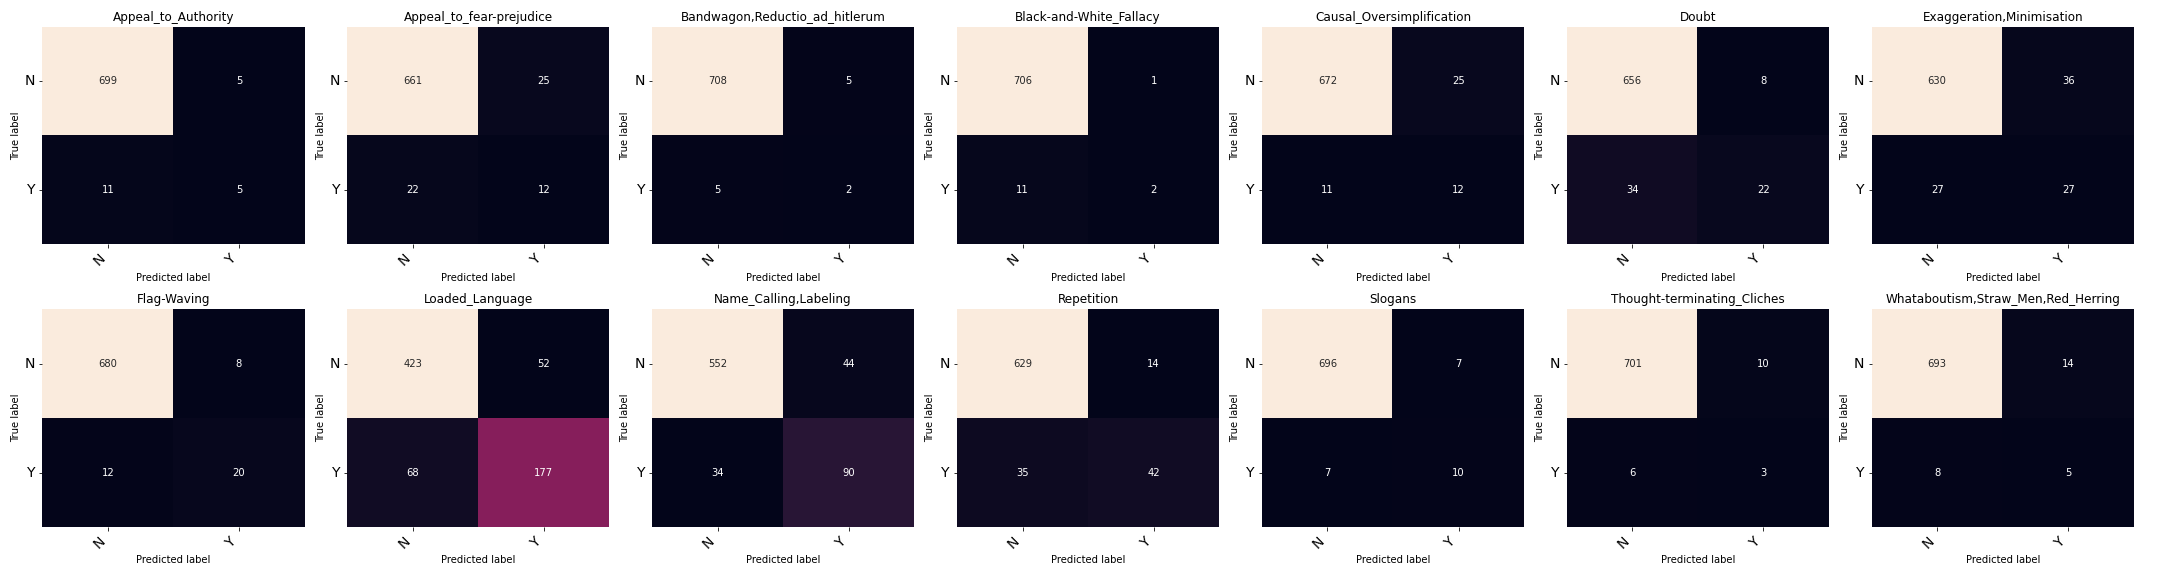 Appeal_to_Authority
N 699 5
True label
Y 11 5
N Y
Predicted label
Appeal_to_fear-prejudice
N 661 25
True label
Y 22 12
N Y
Predicted label
Bandwagon,Reductio_ad_hitlerum
N 708 5
True label
Y 5 2
N Y
Predicted label
Black-and-White_Fallacy
N 706 1
True label
Y 11 2
N Y
Predicted label
Causal_Oversimplification
N 672 25
True label
Y 11 12
N Y
Predicted label
Doubt
N 656 8
True label
Y 34 22
N Y
Predicted label
Exaggeration,Minimisation
N 630 36
True label
Y 27 27
N Y
Predicted label
Flag-Waving
N 680 8
True label
Y 12 20
N Y
Predicted label
Loaded_Language
N 423 52
True label
Y 68 177
N Y
Predicted label
Name_Calling,Labeling
N 552 44
True label
Y 34 90
N Y
Predicted label
Repetition
N 629 14
True label
Y 35 42
N Y
Predicted label
Slogans
N 696 7
True label
Y 7 10
N Y
Predicted label
Thought-terminating_Cliches
N 701 10
True label
Y 6 3
N Y
Predicted label
Whataboutism,Straw_Men,Red_Herring
N 693 14
True label
Y 8 5
N Y
Predicted label